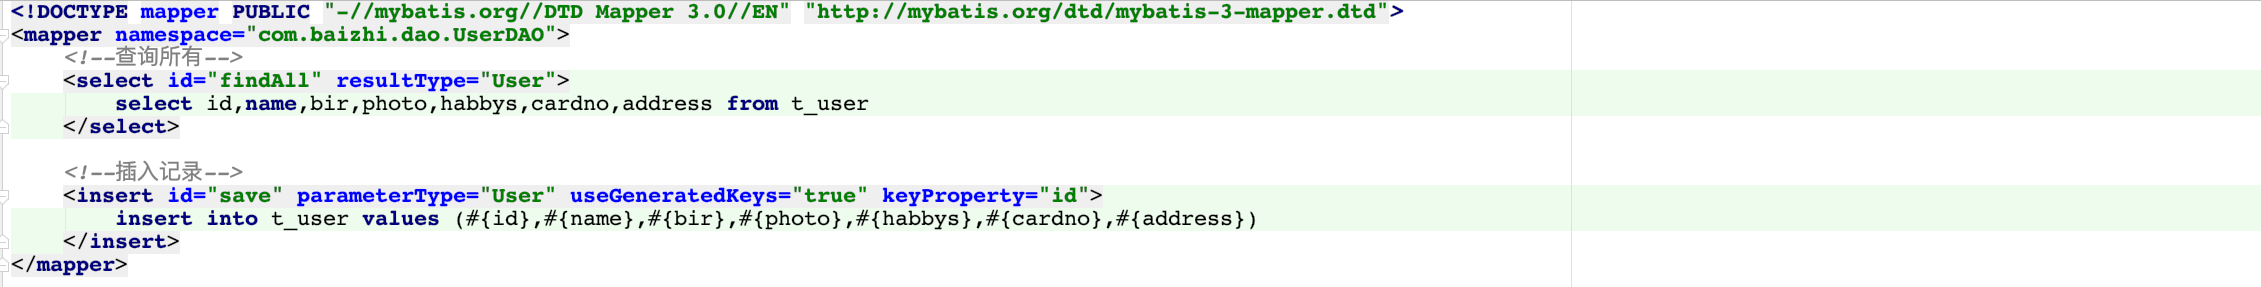 <!DOCTYPE mapper PUBLIC "-//mybatis.org//DTD Mapper 3.0//EN" "http://mybatis.org/dtd/mybatis-3-mapper.dtd">
<mapper namespace="com.baizhi.dao.UserDAO">
    <!--查询所有-->
    <select id="findAll" resultType="User">
        select id,name,bir,photo,habbys,cardno,address from t_user
    </select>

    <!--插入记录-->
    <insert id="save" parameterType="User" useGeneratedKeys="true" keyProperty="id">
        insert into t_user values (#{id},#{name},#{bir},#{photo},#{habbys},#{cardno},#{address})
    </insert>
</mapper>